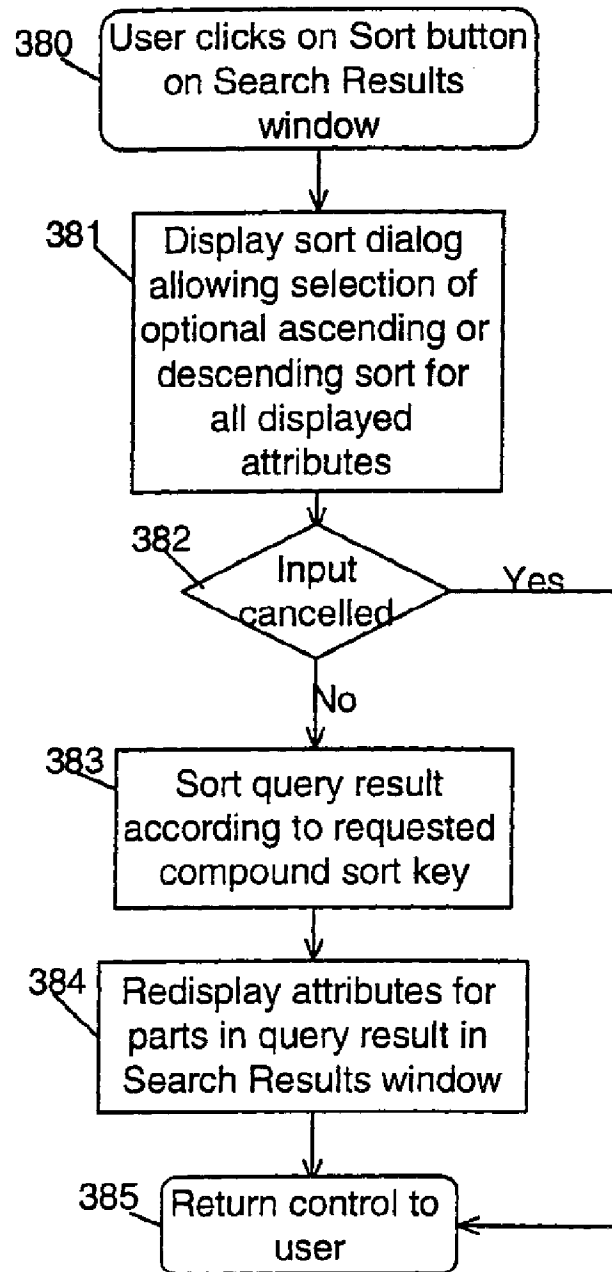 380
User clicks on Sort button
on Search Results
window
381
Display sort dialog
allowing selection of
optional ascending or
descending sort for
all displayed
attributes
382
Input
cancelled
Yes
No
383
Sort query result
according to requested
compound sort key
384
Redisplay attributes for
parts in query result in
Search Results window
385
Return control to
user